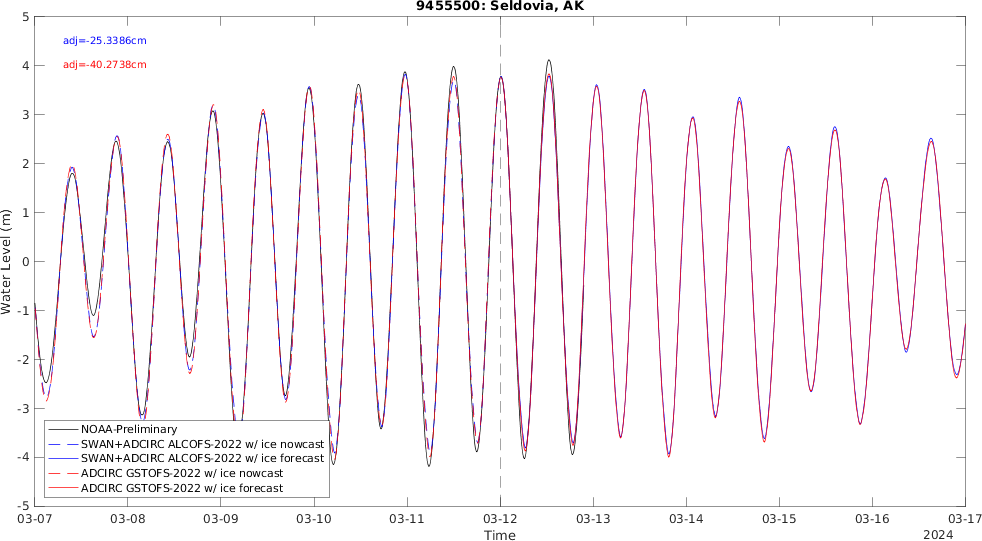 9455500: Seldovia, AK
adj=-25.3386cm
adj=-40.2738cm
Water Level (m)
5
4
3
2
1
0
-1
-2
-3
-4
-5
NOAA-Preliminary
SWAN+ADCIRC ALCOFS-2022 w/ ice nowcast
SWAN+ADCIRC ALCOFS-2022 w/ ice forecast
ADCIRC GSTOFS-2022 w/ ice nowcast
ADCIRC GSTOFS-2022 w/ ice forecast
03-07 03-08 03-09 03-10 03-11 03-12 03-13 03-14 03-15 03-16 03-17
Time
2024